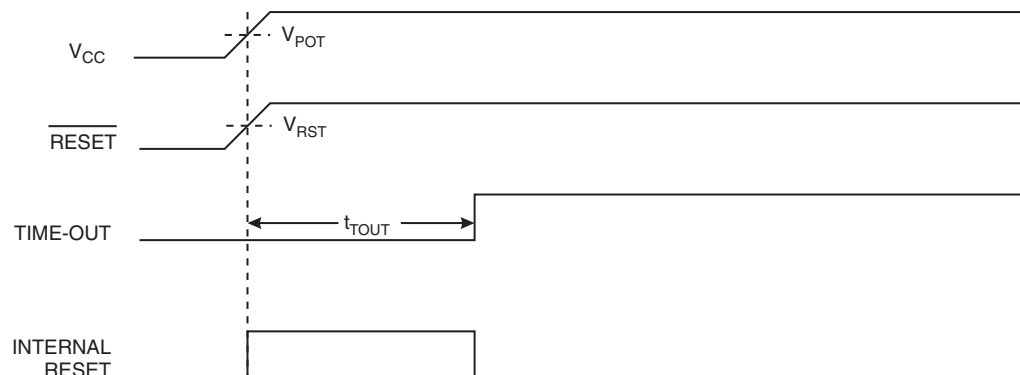 VCC
VPOT
RESET
VRST
TIME-OUT
tTOUT
INTERNAL
RESET